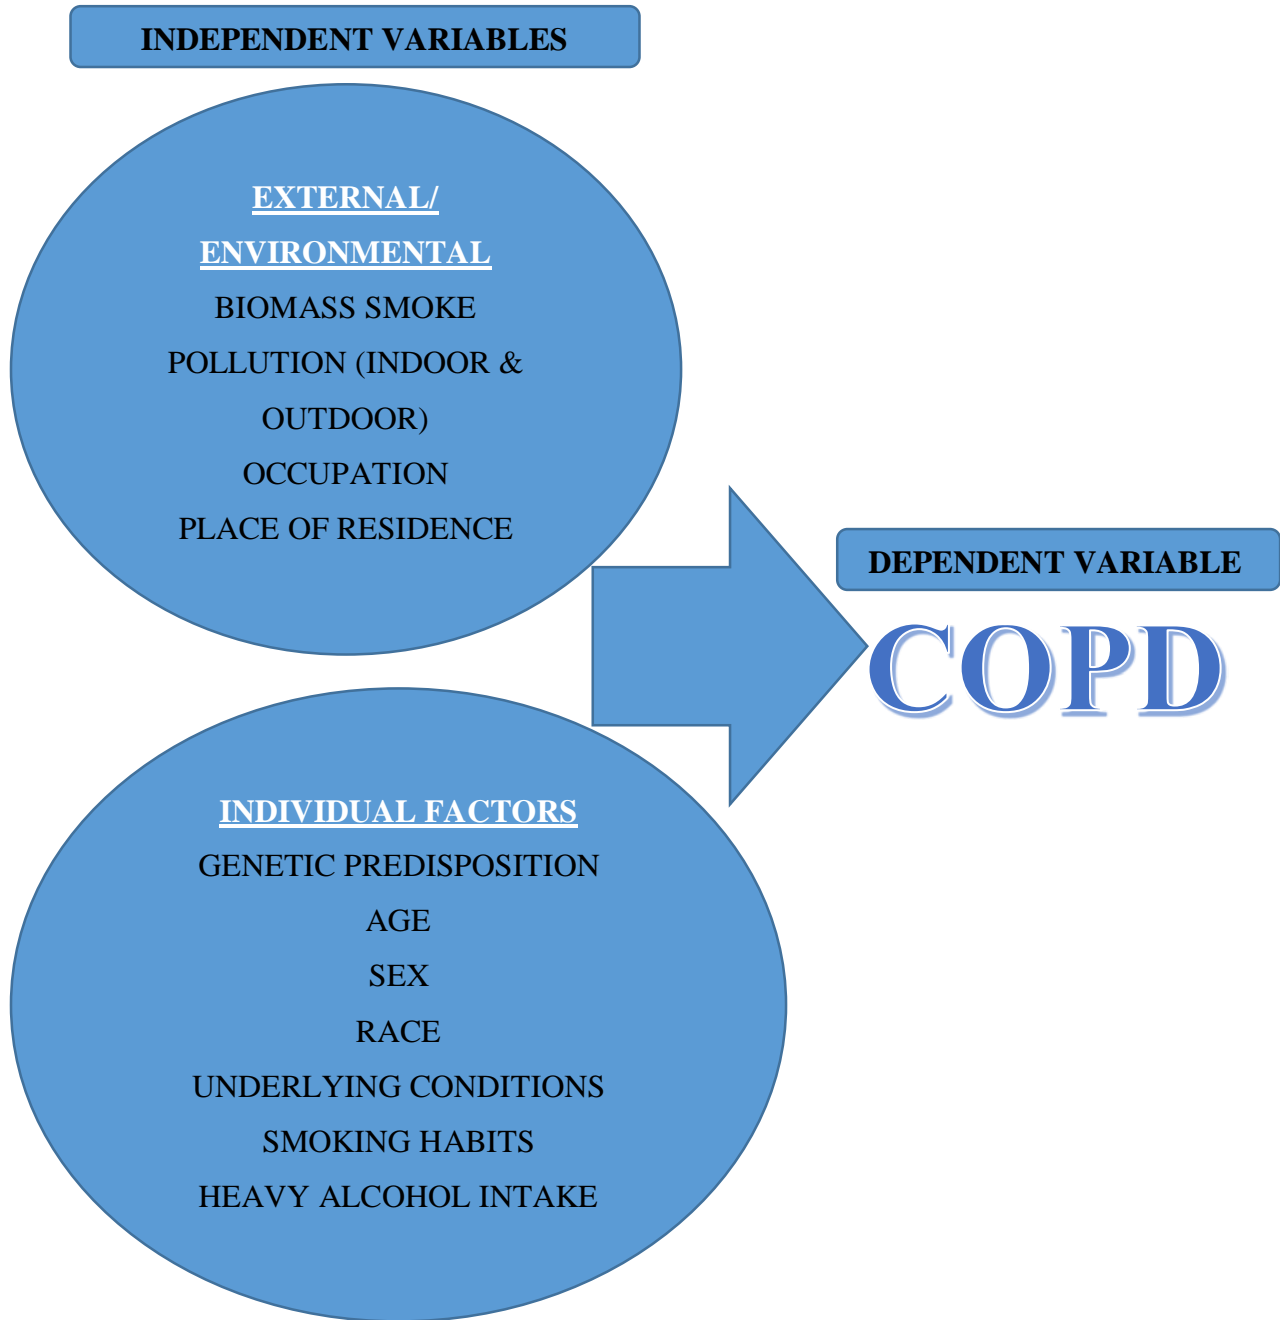 INDEPENDENT VARIABLES
EXTERNAL/
ENVIRONMENTAL
BIOMASS SMOKE
POLLUTION (INDOOR &
OUTDOOR)
OCCUPATION
PLACE OF RESIDENCE
DEPENDENT VARIABLE
COPD
INDIVIDUAL FACTORS
GENETIC PREDISPOSITION
AGE
SEX
RACE
UNDERLYING CONDITIONS
SMOKING HABITS
HEAVY ALCOHOL INTAKE